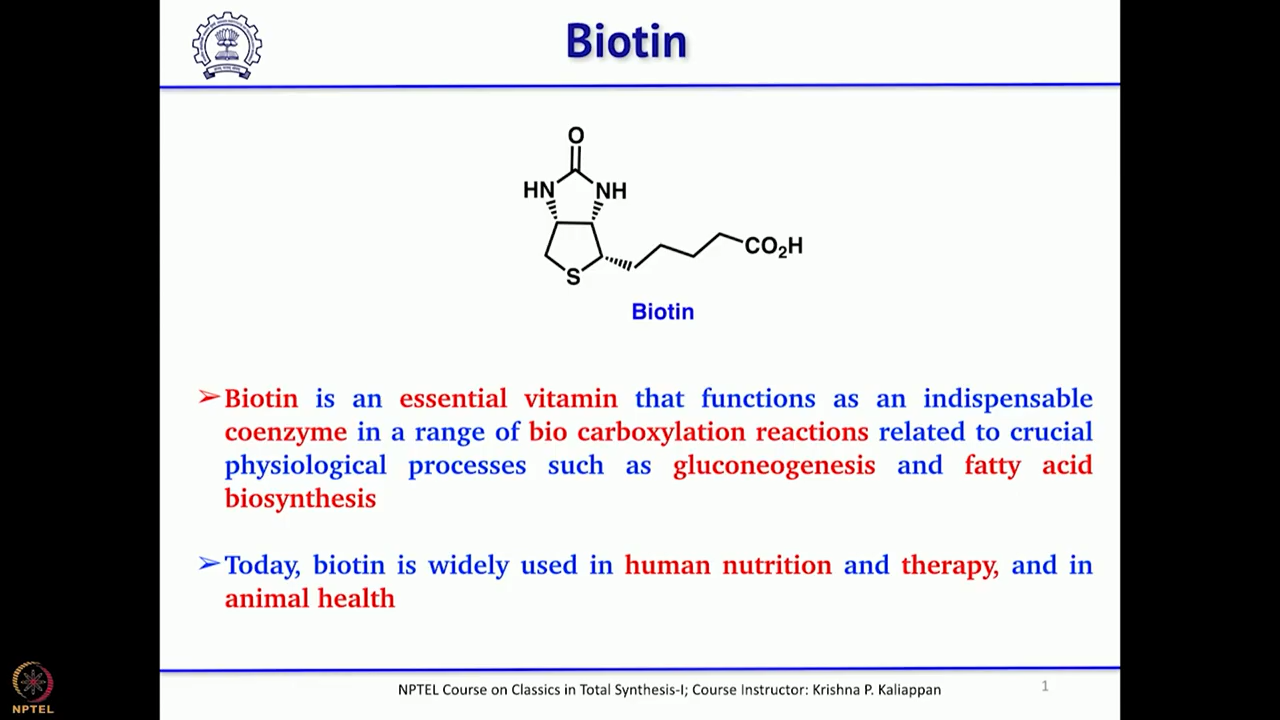 Biotin
O
HN
NH
CO₂H
S
Biotin
➢ Biotin is an essential vitamin that functions as an indispensable
coenzyme in a range of bio carboxylation reactions related to crucial
physiological processes such as gluconeogenesis and fatty acid
biosynthesis
➢ Today, biotin is widely used in human nutrition and therapy, and in
animal health
NPTEL
NPTEL Course on Classics in Total Synthesis-I; Course Instructor: Krishna P. Kaliappan
1